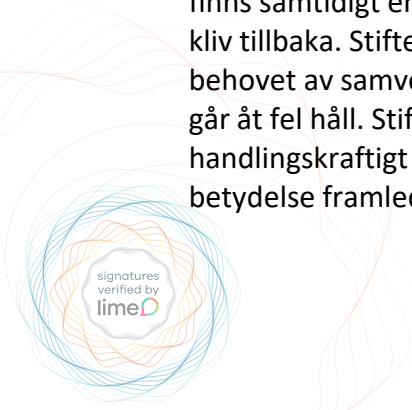 finns samtidigt en
kliv tillbaka. Stifte
behovet av samve
går åt fel håll. Stif
handlingskraftigt
betydelse framled
signatures
verified by
lime